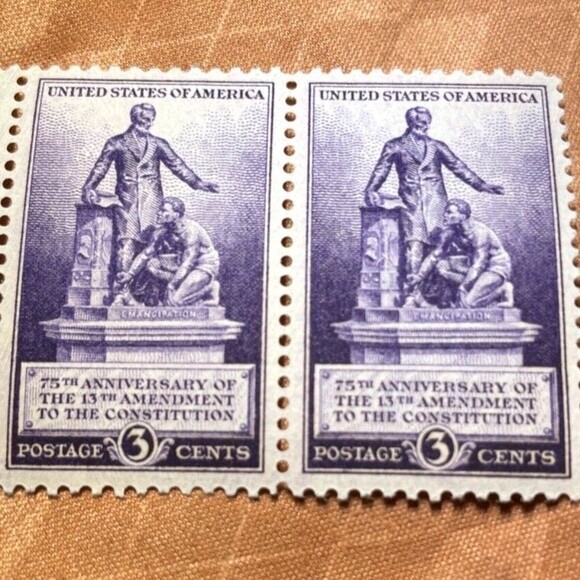 UNITED STATES OF AMERICA
EMANCIPATION
75TH ANNIVERSARY OF
THE 13TH AMENDMENT
TO THE CONSTITUTION
POSTAGE 3 CENTS
UNITED STATES OF AMERICA
EMANCIPATION
75TH ANNIVERSARY OF
THE 13TH AMENDMENT
TO THE CONSTITUTION
POSTAGE 3 CENTS